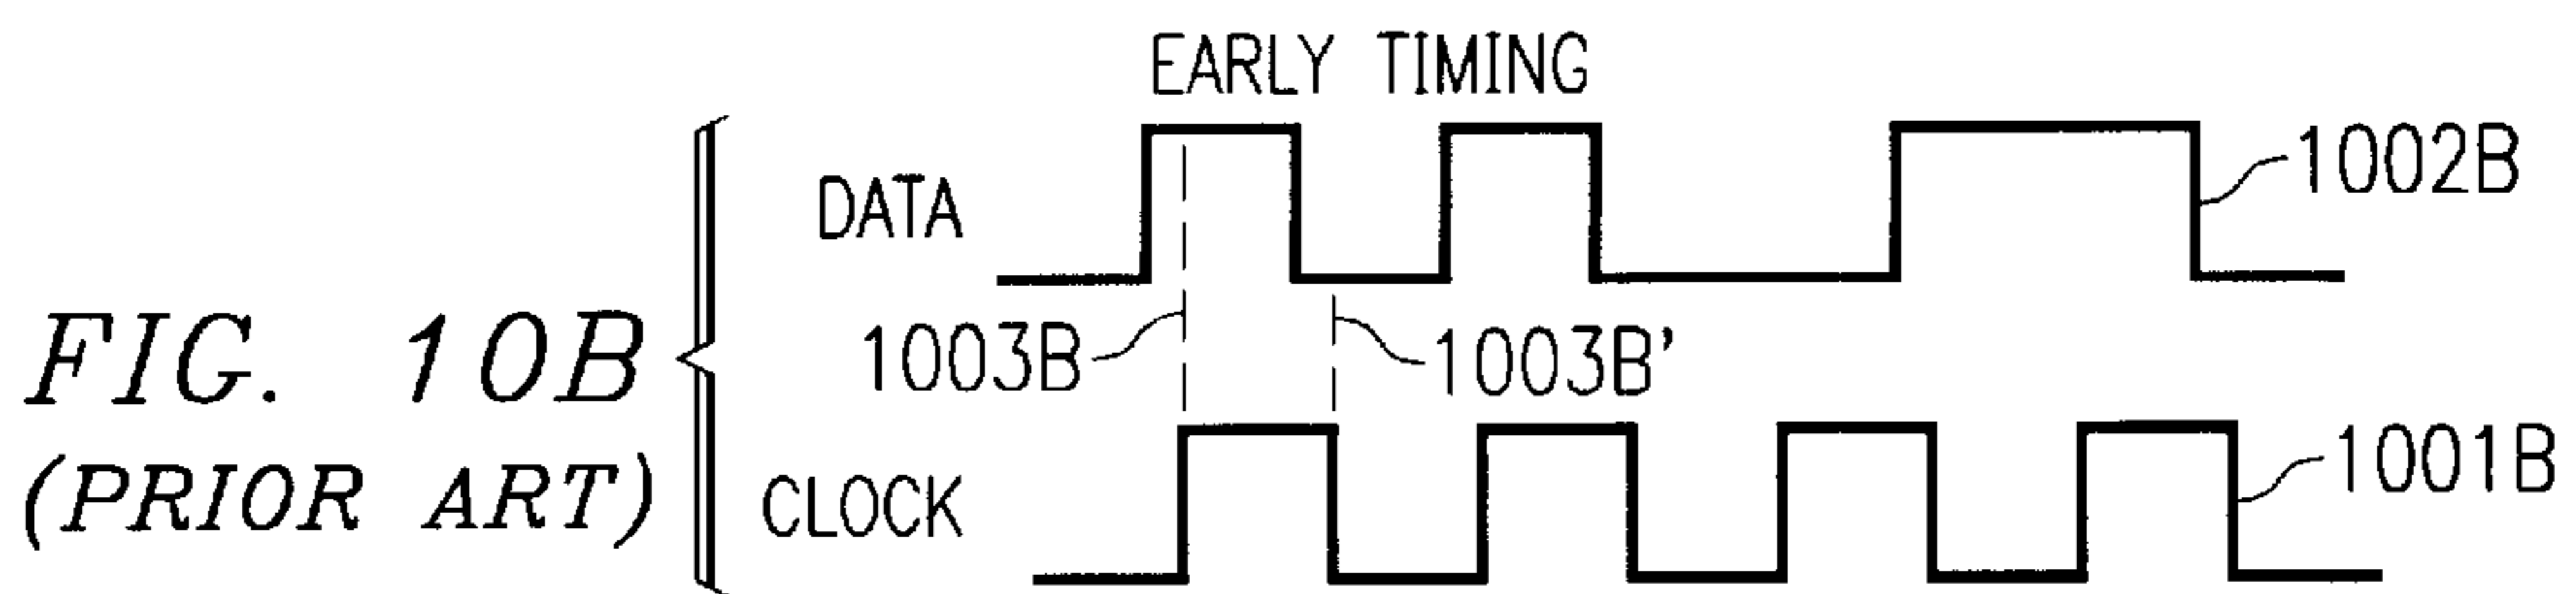 EARLY TIMING
DATA
1002B
FIG. 10B
(PRIOR ART)
1003B
1003B'
CLOCK
1001B